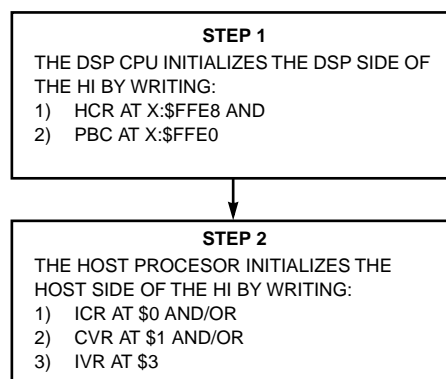 STEP 1
THE DSP CPU INITIALIZES THE DSP SIDE OF
THE HI BY WRITING:
1) HCR AT X:$FFE8 AND
2) PBC AT X:$FFE0
STEP 2
THE HOST PROCESOR INITIALIZES THE
HOST SIDE OF THE HI BY WRITING:
1) ICR AT $0 AND/OR
2) CVR AT $1 AND/OR
3) IVR AT $3